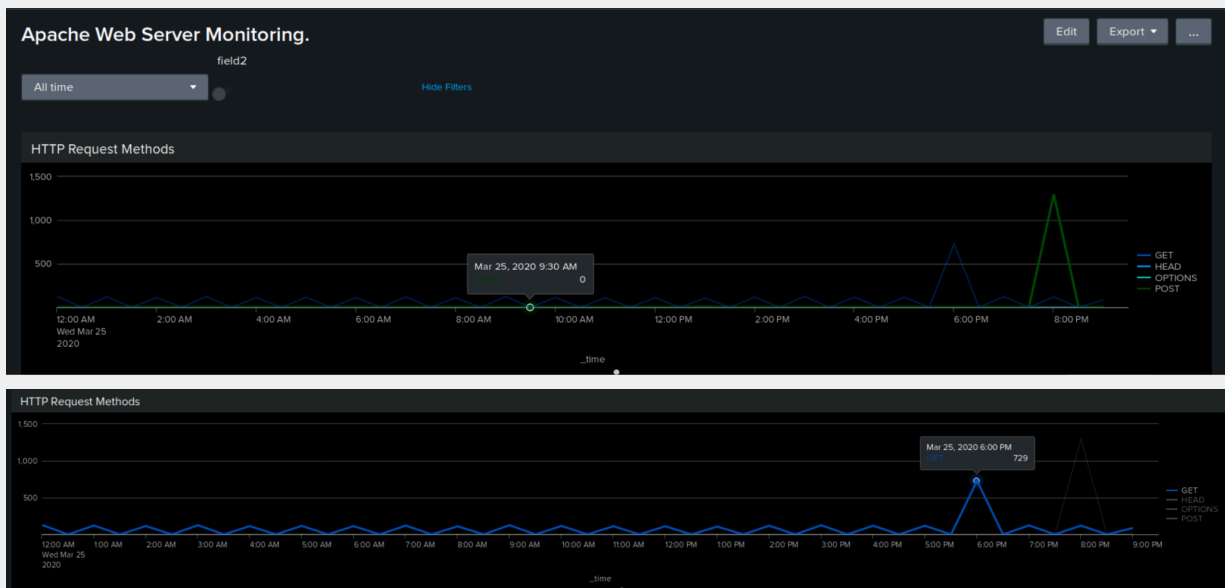 Apache Web Server Monitoring.
Edit
Export
...
field2
All time
Hide Filters
HTTP Request Methods
1,500
1,000
500
Mar 25, 2020 9:30 AM
0
GET
HEAD
OPTIONS
POST
12:00 AM 2:00 AM 4:00 AM 6:00 AM 8:00 AM 10:00 AM 12:00 PM 2:00 PM 4:00 PM 6:00 PM 8:00 PM
Wed Mar 25
2020
_time
HTTP Request Methods
1,500
1,000
500
Mar 25, 2020 6:00 PM
GET 729
GET
HEAD
OPTIONS
POST
12:00 AM 1:00 AM 2:00 AM 3:00 AM 4:00 AM 5:00 AM 6:00 AM 7:00 AM 8:00 AM 9:00 AM 10:00 AM 11:00 AM 12:00 PM 1:00 PM 2:00 PM 3:00 PM 4:00 PM 5:00 PM 6:00 PM 7:00 PM 8:00 PM 9:00 PM
Wed Mar 25
2020
_time